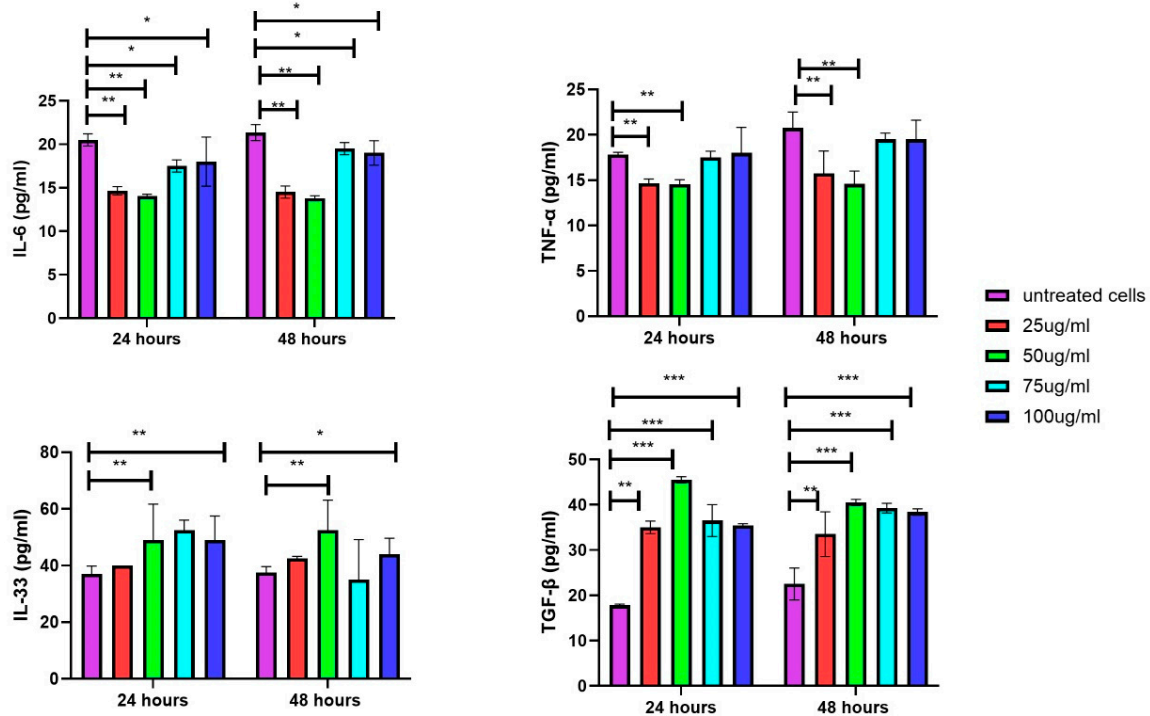 IL-6 (pg/ml)
25
20
15
10
5
0
24 hours
48 hours
*
*
**
**
*
*
**
**
TNF-α (pg/ml)
25
20
15
10
5
0
24 hours
48 hours
**
**
**
**
IL-33 (pg/ml)
80
60
40
20
0
24 hours
48 hours
**
**
*
**
TGF-β (pg/ml)
50
40
30
20
10
0
24 hours
48 hours
***
***
***
**
***
***
***
**
untreated cells
25ug/ml
50ug/ml
75ug/ml
100ug/ml